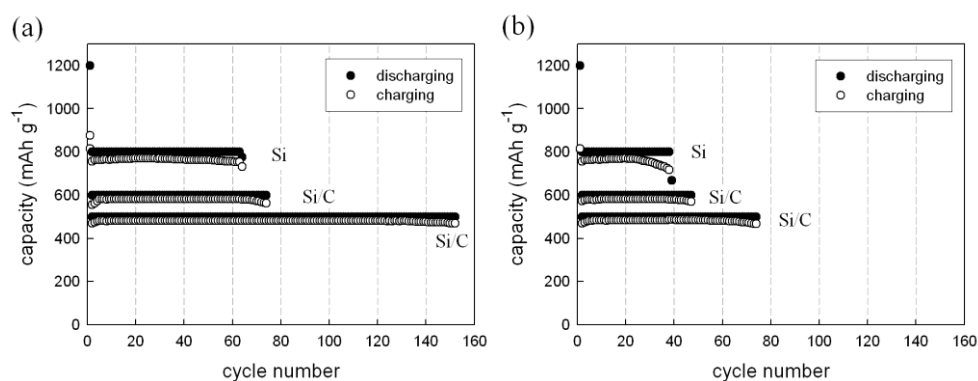 (a)
capacity (mAh g⁻¹)
1200
1000
800
600
400
200
0
discharging
charging
Si
Si/C
Si/C
0 20 40 60 80 100 120 140 160
cycle number
(b)
capacity (mAh g⁻¹)
1200
1000
800
600
400
200
0
discharging
charging
Si
Si/C
Si/C
0 20 40 60 80 100 120 140 160
cycle number